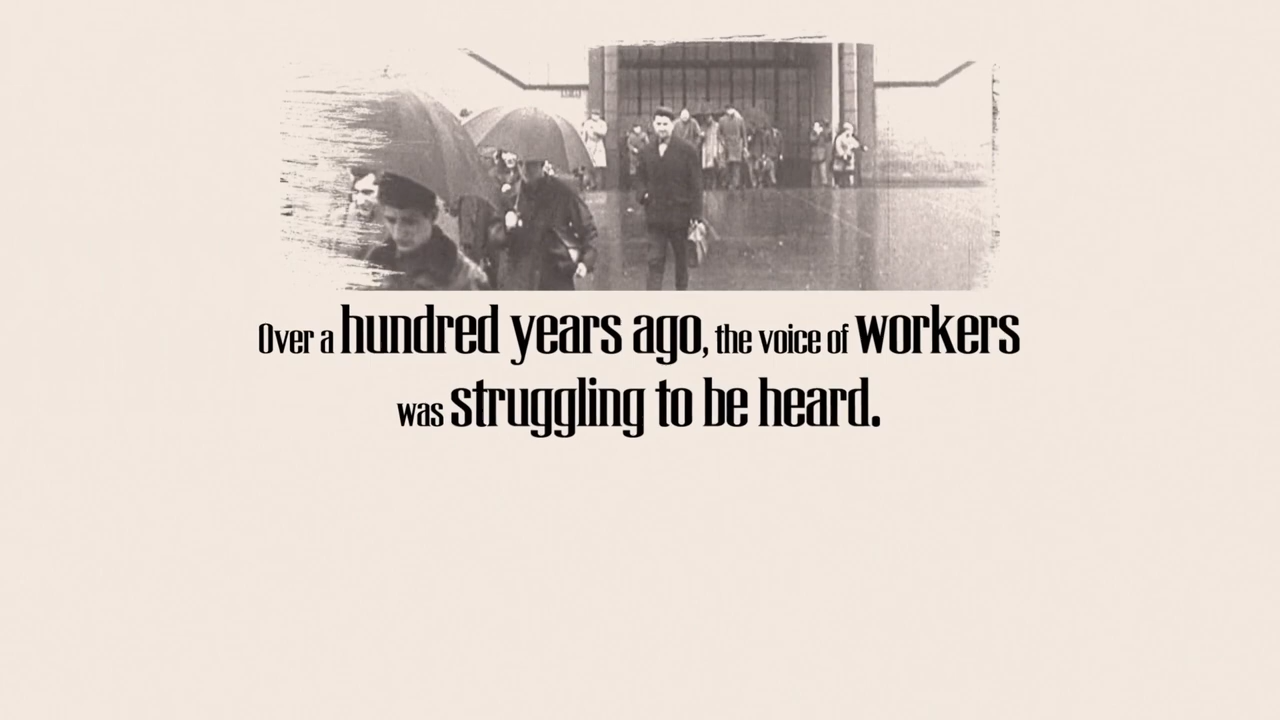 Over a hundred years ago, the voice of workers
was struggling to be heard.